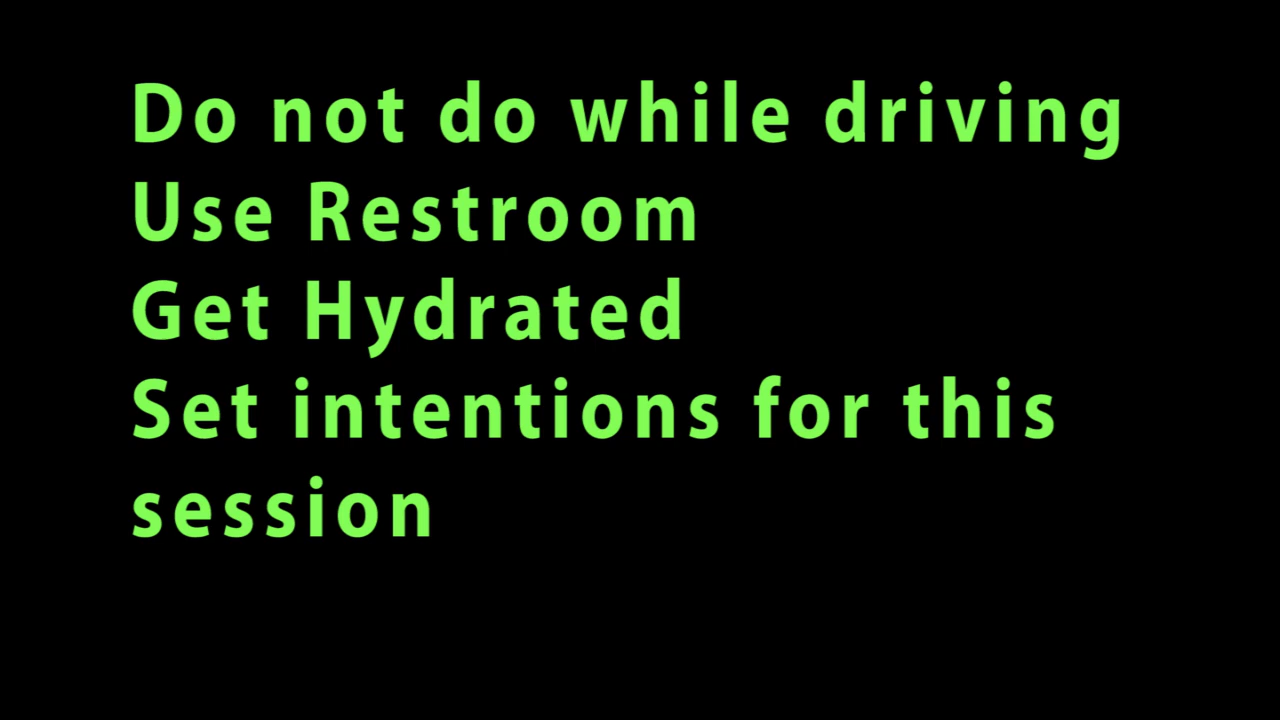 Do not do while driving
Use Restroom
Get Hydrated
Set intentions for this
session